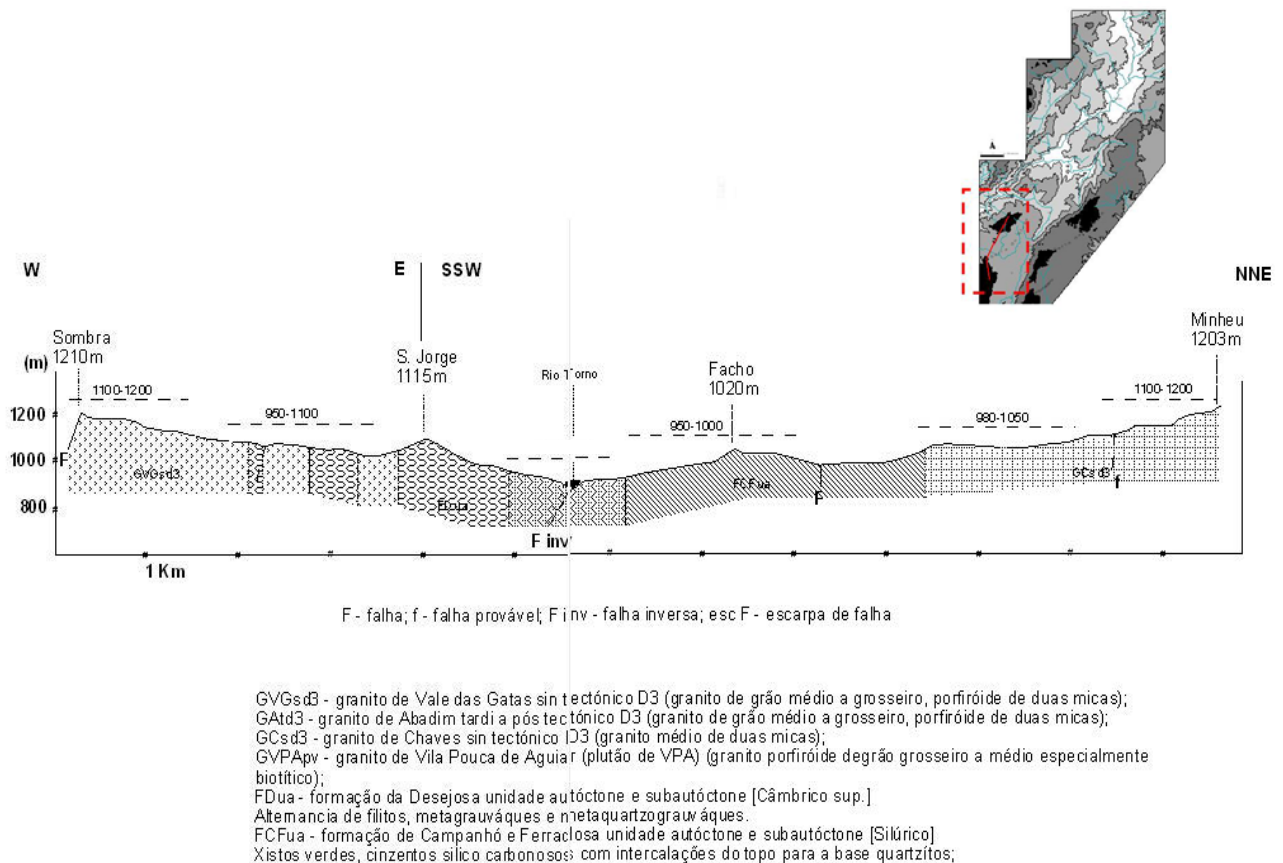 W
E
SSW
NNE
Sombra
1210m
S. Jorge
1115m
Rio Torno
Facho
1020m
Minheu
1203m
(m)
1100-1200
950-1100
950-1000
980-1050
1100-1200
1200
1000
800
F
GVGsd3
FCFua
GCsd3
F
f
F inv
1 Km
F - falha; f - falha provável; F inv - falha inversa; esc F - escarpa de falha
GVGsd3 - granito de Vale das Gatas sin tectónico D3 (granito de grão médio a grosseiro, porfiróide de duas micas);
GAtd3 - granito de Abadim tardi a pós tectónico D3 (granito de grão médio a grosseiro, porfiróide de duas micas);
GCsd3 - granito de Chaves sin tectónico D3 (granito médio de duas micas);
GVPApv - granito de Vila Pouca de Aguiar (plutão de VPA) (granito porfiróide degrão grosseiro a médio especialmente
biotítico);
FDua - formação da Desejosa unidade autóctone e subautóctone [Câmbrico sup.]
Alternancia de filitos, metagrauváques e metaquartzograuváques.
FCFua - formação de Campanhó e Ferradosa unidade autóctone e subautóctone [Silúrico]
Xistos verdes, cinzentos silico carbonosos com intercalações do topo para a base quartzítos;